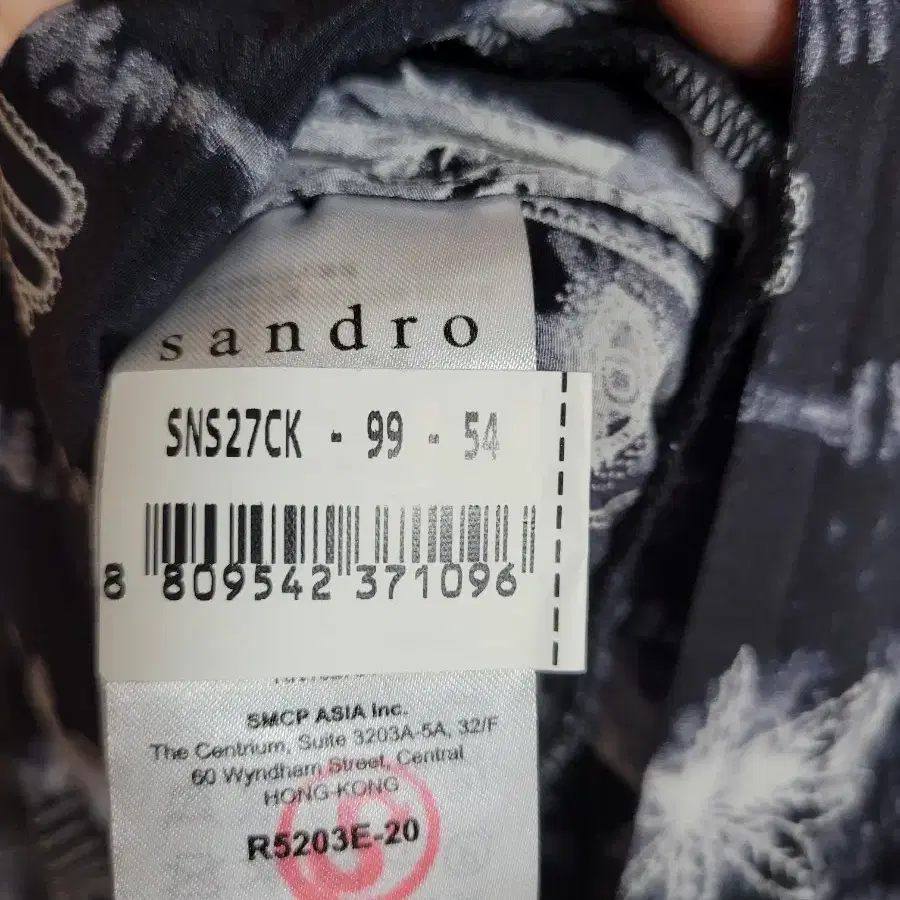 sandro
SNS27CK - 99 - 54
8 809542 371096
SMCP ASIA Inc.
The Centrium, Suite 3203A-5A, 32/F
60 Wyndham Street, Central
HONG-KONG
R5203E-20